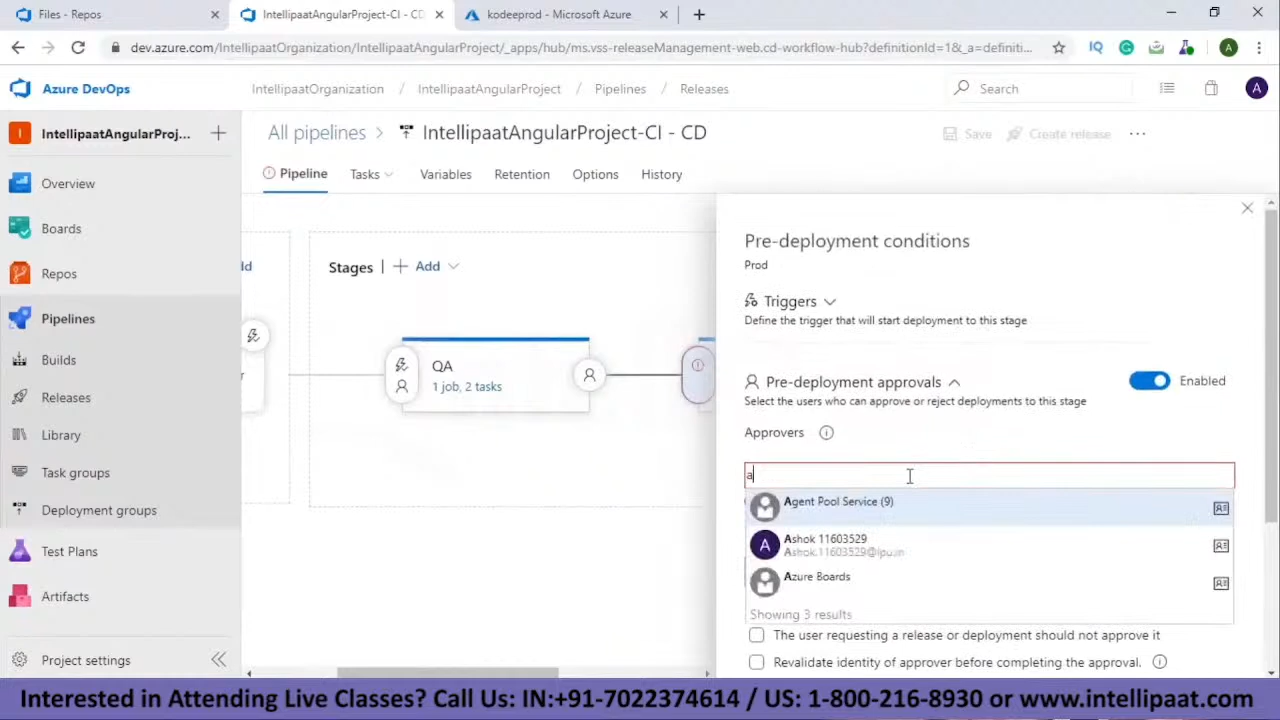 Files - Repos
IntellipaatAngularProject-CI - CD
kodeeprod - Microsoft Azure
dev.azure.com/IntellipaatOrganization/IntellipaatAngularProject/_apps/hub/ms.vss-releaseManagement-web.cd-workflow-hub?definitionId=1&_a=definiti...
IQ
A
Azure DevOps
IntellipaatOrganization / IntellipaatAngularProject / Pipelines / Releases
Search
A
I IntellipaatAngularProj...
All pipelines > IntellipaatAngularProject-CI - CD
Save Create release
Pipeline Tasks Variables Retention Options History
Overview
Boards
Repos
Pipelines
Builds
Releases
Library
Task groups
Deployment groups
Test Plans
Artifacts
Project settings
Stages | + Add
QA
1 job, 2 tasks
Pre-deployment conditions
Prod
Triggers
Define the trigger that will start deployment to this stage
Pre-deployment approvals
Enabled
Select the users who can approve or reject deployments to this stage
Approvers
a
Agent Pool Service (9)
A
Ashok 11603529
Ashok.11603529@lpu.in
Azure Boards
Showing 3 results
The user requesting a release or deployment should not approve it
Revalidate identity of approver before completing the approval.
Interested in Attending Live Classes? Call Us: IN:+91-7022374614 / US: 1-800-216-8930 or www.intellipaat.com